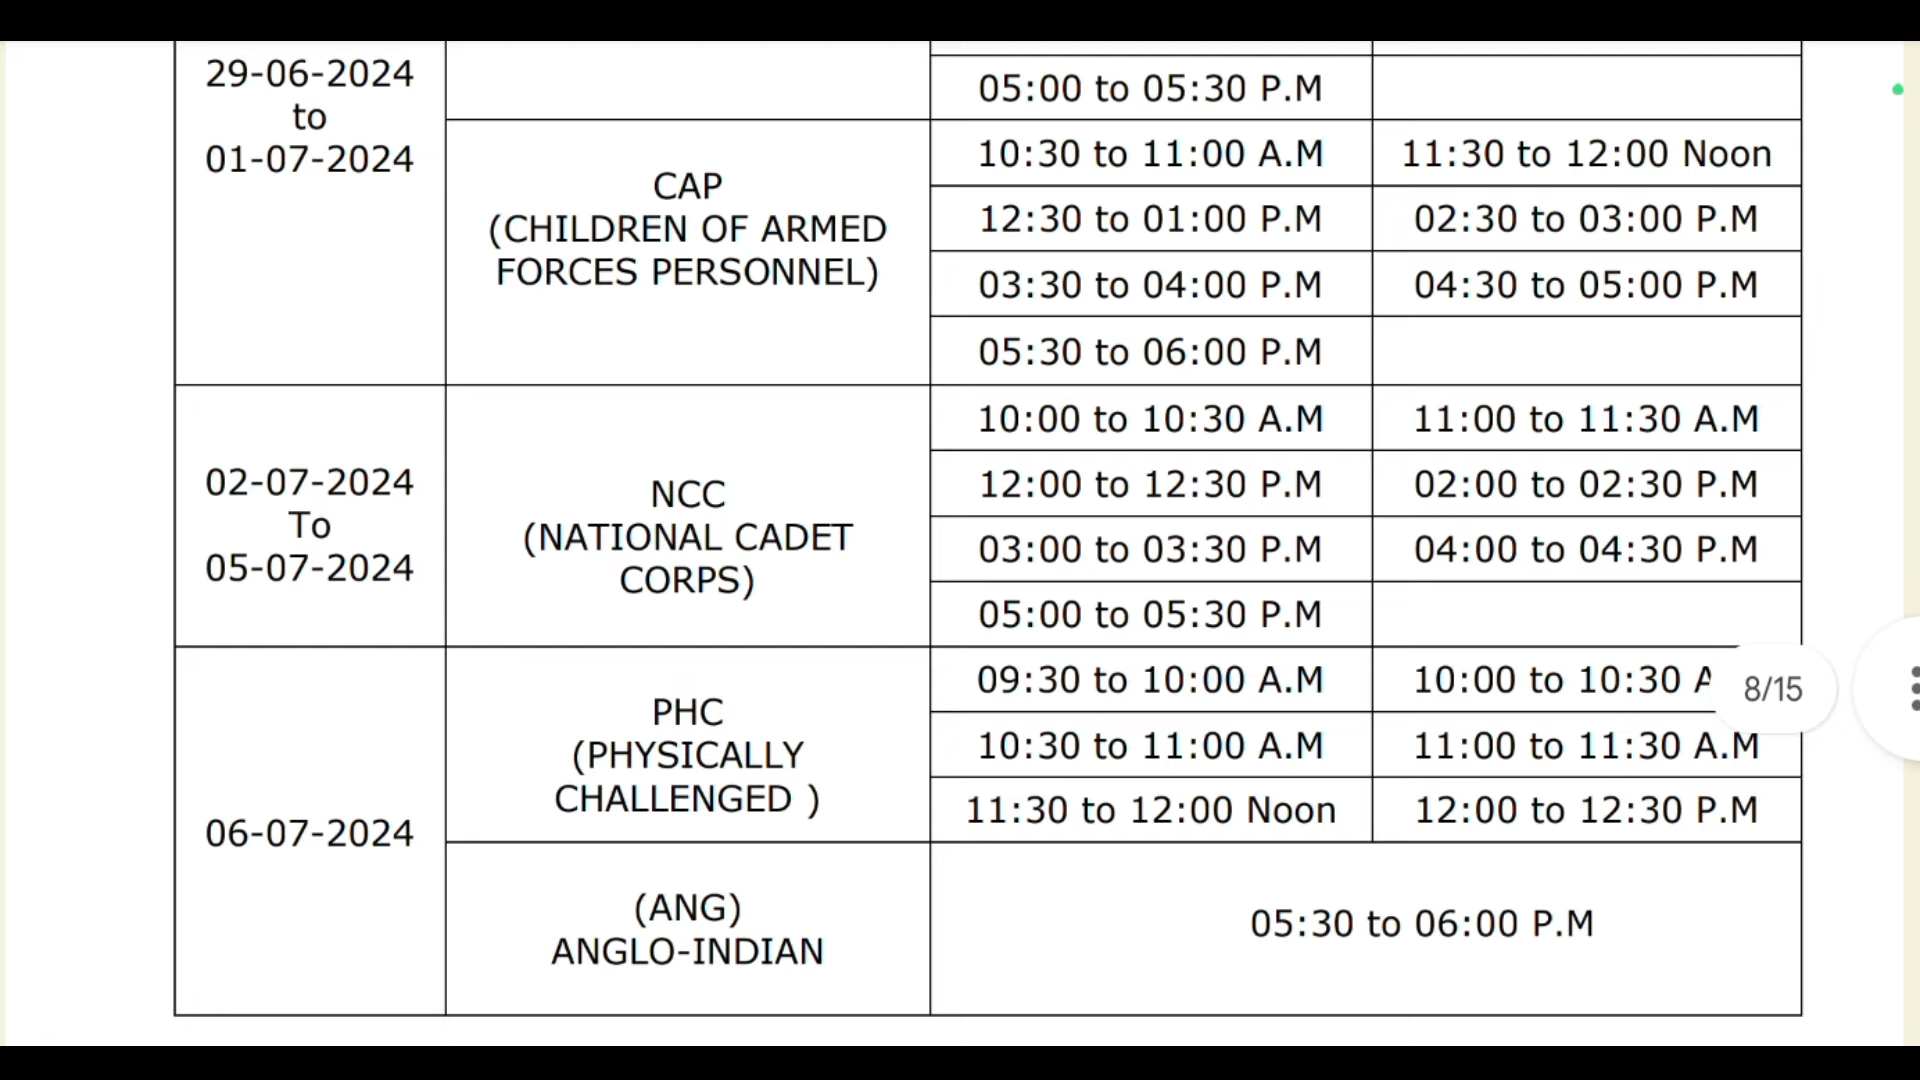 29-06-2024
to
01-07-2024
05:00 to 05:30 P.M
CAP
(CHILDREN OF ARMED
FORCES PERSONNEL)
10:30 to 11:00 A.M 11:30 to 12:00 Noon
12:30 to 01:00 P.M 02:30 to 03:00 P.M
03:30 to 04:00 P.M 04:30 to 05:00 P.M
05:30 to 06:00 P.M
02-07-2024
To
05-07-2024
NCC
(NATIONAL CADET
CORPS)
10:00 to 10:30 A.M 11:00 to 11:30 A.M
12:00 to 12:30 P.M 02:00 to 02:30 P.M
03:00 to 03:30 P.M 04:00 to 04:30 P.M
05:00 to 05:30 P.M
06-07-2024
PHC
(PHYSICALLY
CHALLENGED )
09:30 to 10:00 A.M 10:00 to 10:30
10:30 to 11:00 A.M 11:00 to 11:30 A.M
11:30 to 12:00 Noon 12:00 to 12:30 P.M
(ANG)
ANGLO-INDIAN
05:30 to 06:00 P.M
8/15